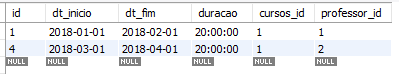 id dt_inicio dt_fim duracao cursos_id professor_id
1 2018-01-01 2018-02-01 20:00:00 1 1
4 2018-03-01 2018-04-01 20:00:00 1 2
NULL NULL NULL NULL NULL NULL